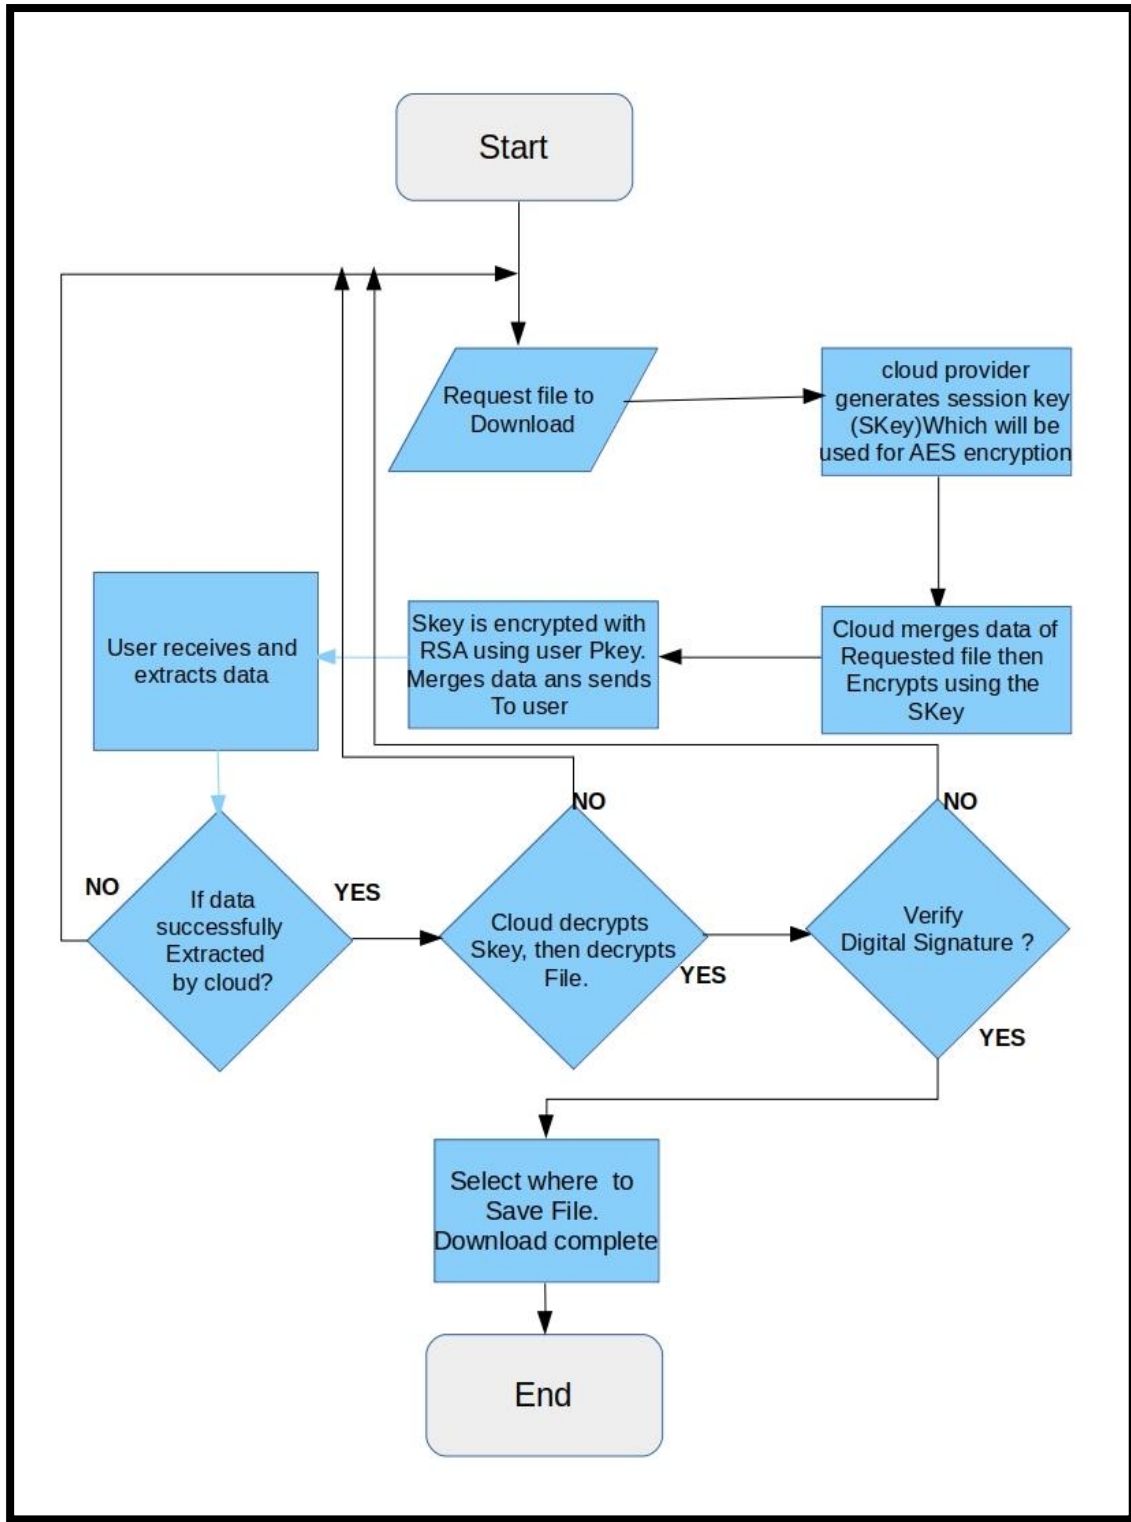 Start
Request file to
Download
cloud provider
generates session key
(SKey)Which will be
used for AES encryption
Cloud merges data of
Requested file then
Encrypts using the
SKey
Skey is encrypted with
RSA using user Pkey.
Merges data ans sends
To user
User receives and
extracts data
If data
successfully
Extracted
by cloud?
NO
YES
Cloud decrypts
Skey, then decrypts
File.
NO
YES
Verify
Digital Signature ?
NO
YES
Select where to
Save File.
Download complete
End